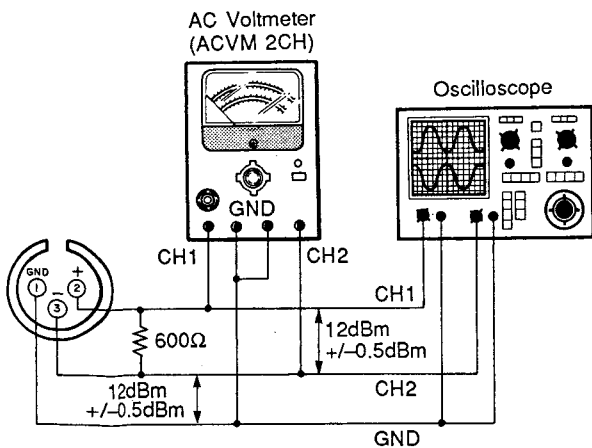 AC Voltmeter
(ACVM 2CH)
Oscilloscope
GND
CH1
CH2
GND
1
–
3
+
2
600Ω
CH1
12dBm
+/–0.5dBm
12dBm
+/–0.5dBm
CH2
GND